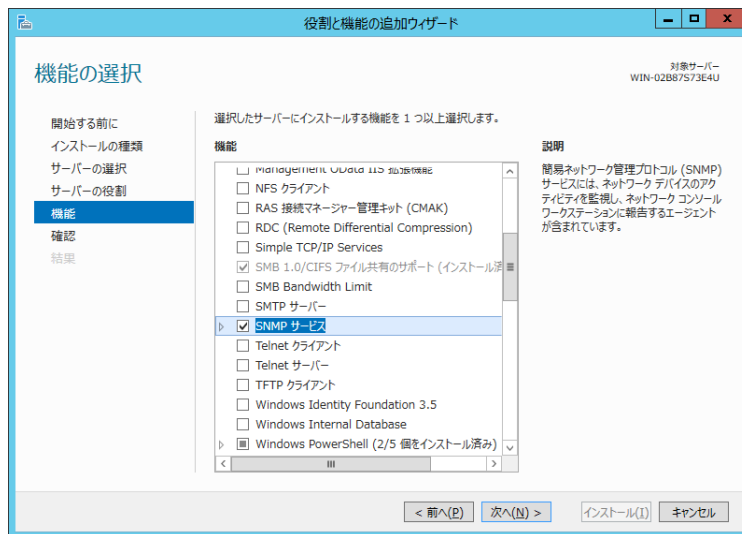 役割と機能の追加ウィザード
機能の選択
対象サーバー
WIN-02B87S73E4U
開始する前に
インストールの種類
サーバーの選択
サーバーの役割
機能
確認
結果
選択したサーバーにインストールする機能を 1 つ以上選択します。
機能
Management OData IIS 拡張機能
NFS クライアント
RAS 接続マネージャー管理キット (CMAK)
RDC (Remote Differential Compression)
Simple TCP/IP Services
SMB 1.0/CIFS ファイル共有のサポート (インストール済
SMB Bandwidth Limit
SMTP サーバー
SNMP サービス
Telnet クライアント
Telnet サーバー
TFTP クライアント
Windows Identity Foundation 3.5
Windows Internal Database
Windows PowerShell (2/5 個をインストール済み)
説明
簡易ネットワーク管理プロトコル (SNMP)
サービスには、ネットワーク デバイスのアク
ティビティを監視し、ネットワーク コンソール
ワークステーションに報告するエージェント
が含まれています。
< 前へ(P)
次へ(N) >
インストール(I)
キャンセル